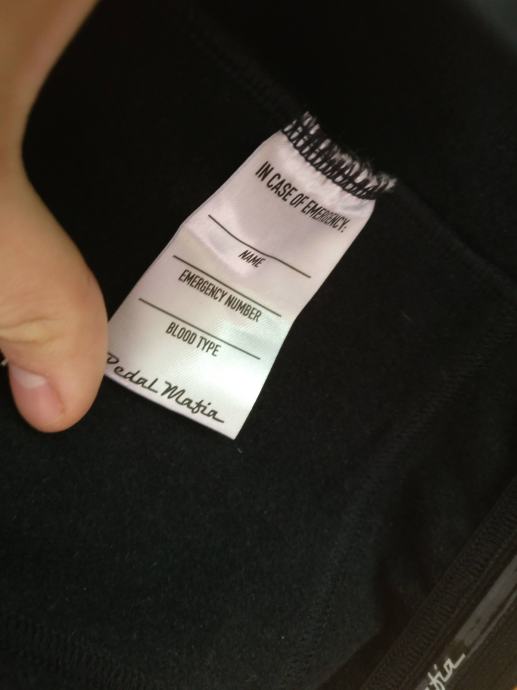 IN CASE OF EMERGENCY:
NAME
EMERGENCY NUMBER
BLOOD TYPE
Pedal Mafia